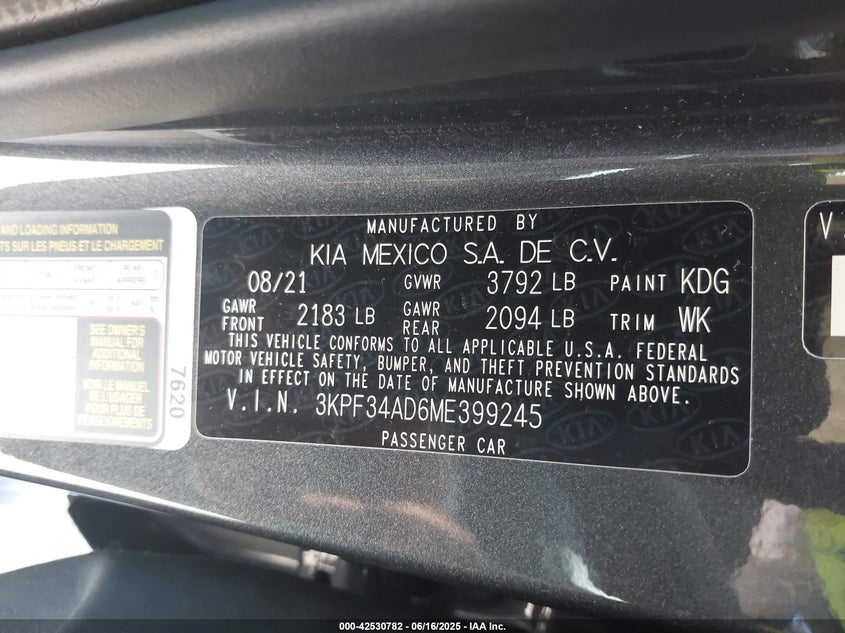 AND LOADING INFORMATION
TS SUR LES PNEUS ET LE CHARGEMENT
FRONT
REAR
ARRIÈRE
SEE OWNER'S
MANUAL FOR
ADDITIONAL
INFORMATION
VOIR LE MANUEL
DE L'USAGER
POUR PLUS DE
RENSEIGNEMENTS
7620
MANUFACTURED BY
KIA MEXICO S.A. DE C.V.
08/21 GVWR 3792 LB PAINT KDG
GAWR FRONT 2183 LB GAWR REAR 2094 LB TRIM WK
THIS VEHICLE CONFORMS TO ALL APPLICABLE U.S.A. FEDERAL
MOTOR VEHICLE SAFETY, BUMPER, AND THEFT PREVENTION STANDARDS
IN EFFECT ON THE DATE OF MANUFACTURE SHOWN ABOVE.
V.I.N. 3KPF34AD6ME399245
PASSENGER CAR
V
000-42530782 - 06/16/2025 - IAA Inc.